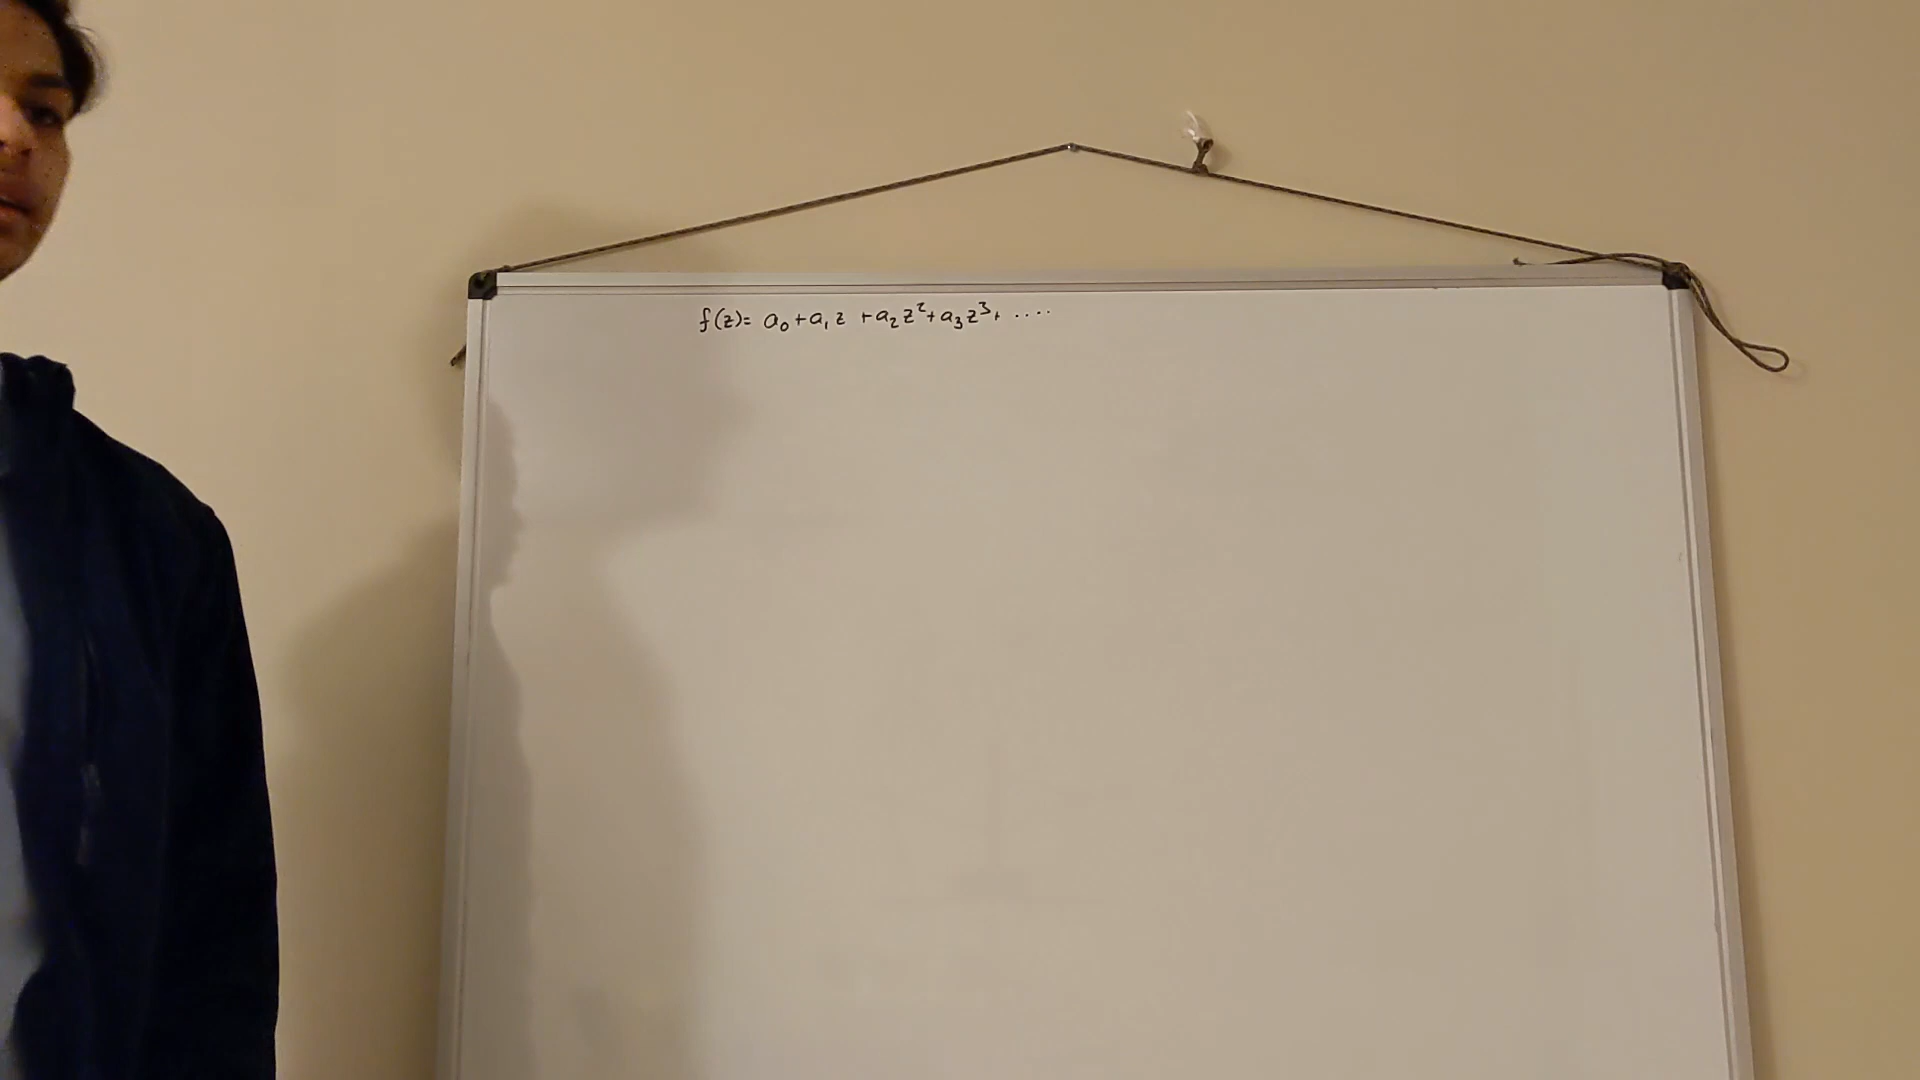 f(z)= a₀+a₁z +a₂z²+a₃z³+ ....